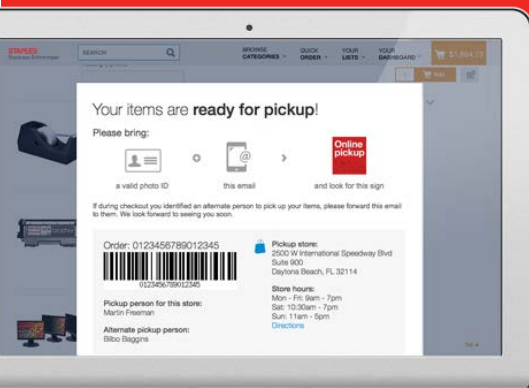 STAPLES
SEARCH
BROWSE
CATEGORIES
QUICK
ORDER
YOUR
LISTS
YOUR
DASHBOARD
Your items are ready for pickup!
Please bring:
Online
pickup
a valid photo ID
this email
and look for this sign
If during checkout you identified an alternate person to pick up your items, please forward this email
to them. We look forward to seeing you soon.
Order: 0123456789012345
0123456789012345
Pickup person for this store:
Martin Freeman
Alternate pickup person:
Bilbo Baggins
Pickup store:
2500 W International Speedway Blvd
Suite 900
Daytona Beach, FL 32114
Store hours:
Mon - Fri: 9am - 7pm
Sat: 10:30am - 7pm
Sun: 11am - 5pm
Directions